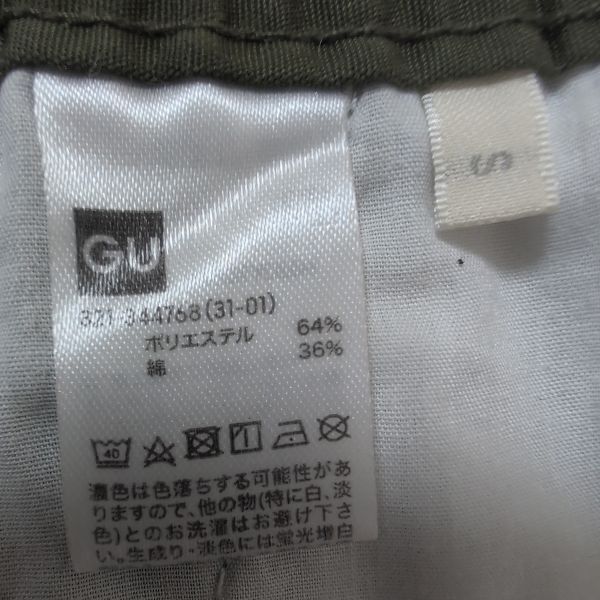 GU
321-344768(31-01)
ポリエステル 64%
綿 36%
40
濃色は色落ちする可能性があ
りますので、他の物(特に白、淡
色)とのお洗濯はお避け下さ
い。生成り・淡色には蛍光増白
S